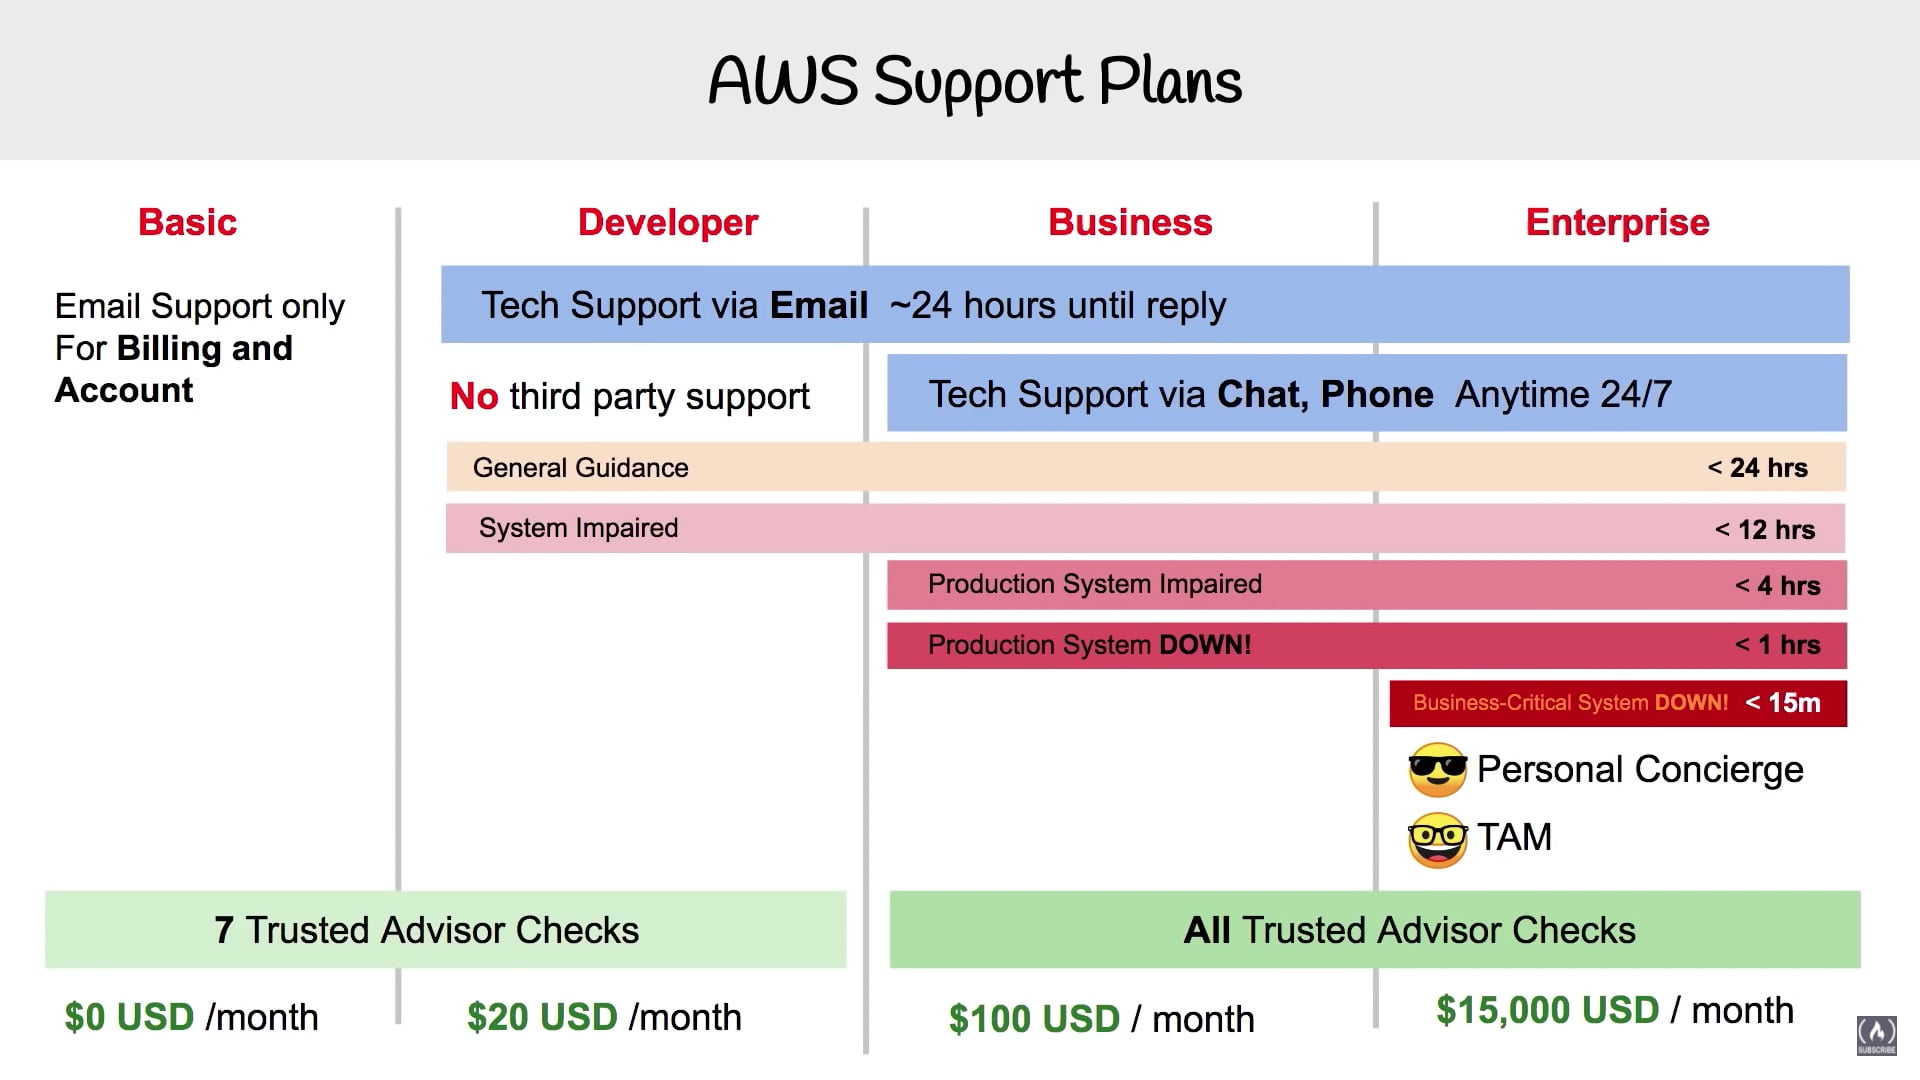 AWS Support Plans
Basic
Developer
Business
Enterprise
Email Support only
For Billing and
Account
Tech Support via Email ~24 hours until reply
No third party support
Tech Support via Chat, Phone Anytime 24/7
General Guidance < 24 hrs
System Impaired < 12 hrs
Production System Impaired < 4 hrs
Production System DOWN! < 1 hrs
Business-Critical System DOWN! < 15m
Personal Concierge
TAM
7 Trusted Advisor Checks
All Trusted Advisor Checks
$0 USD /month
$20 USD /month
$100 USD / month
$15,000 USD / month
SUBSCRIBE